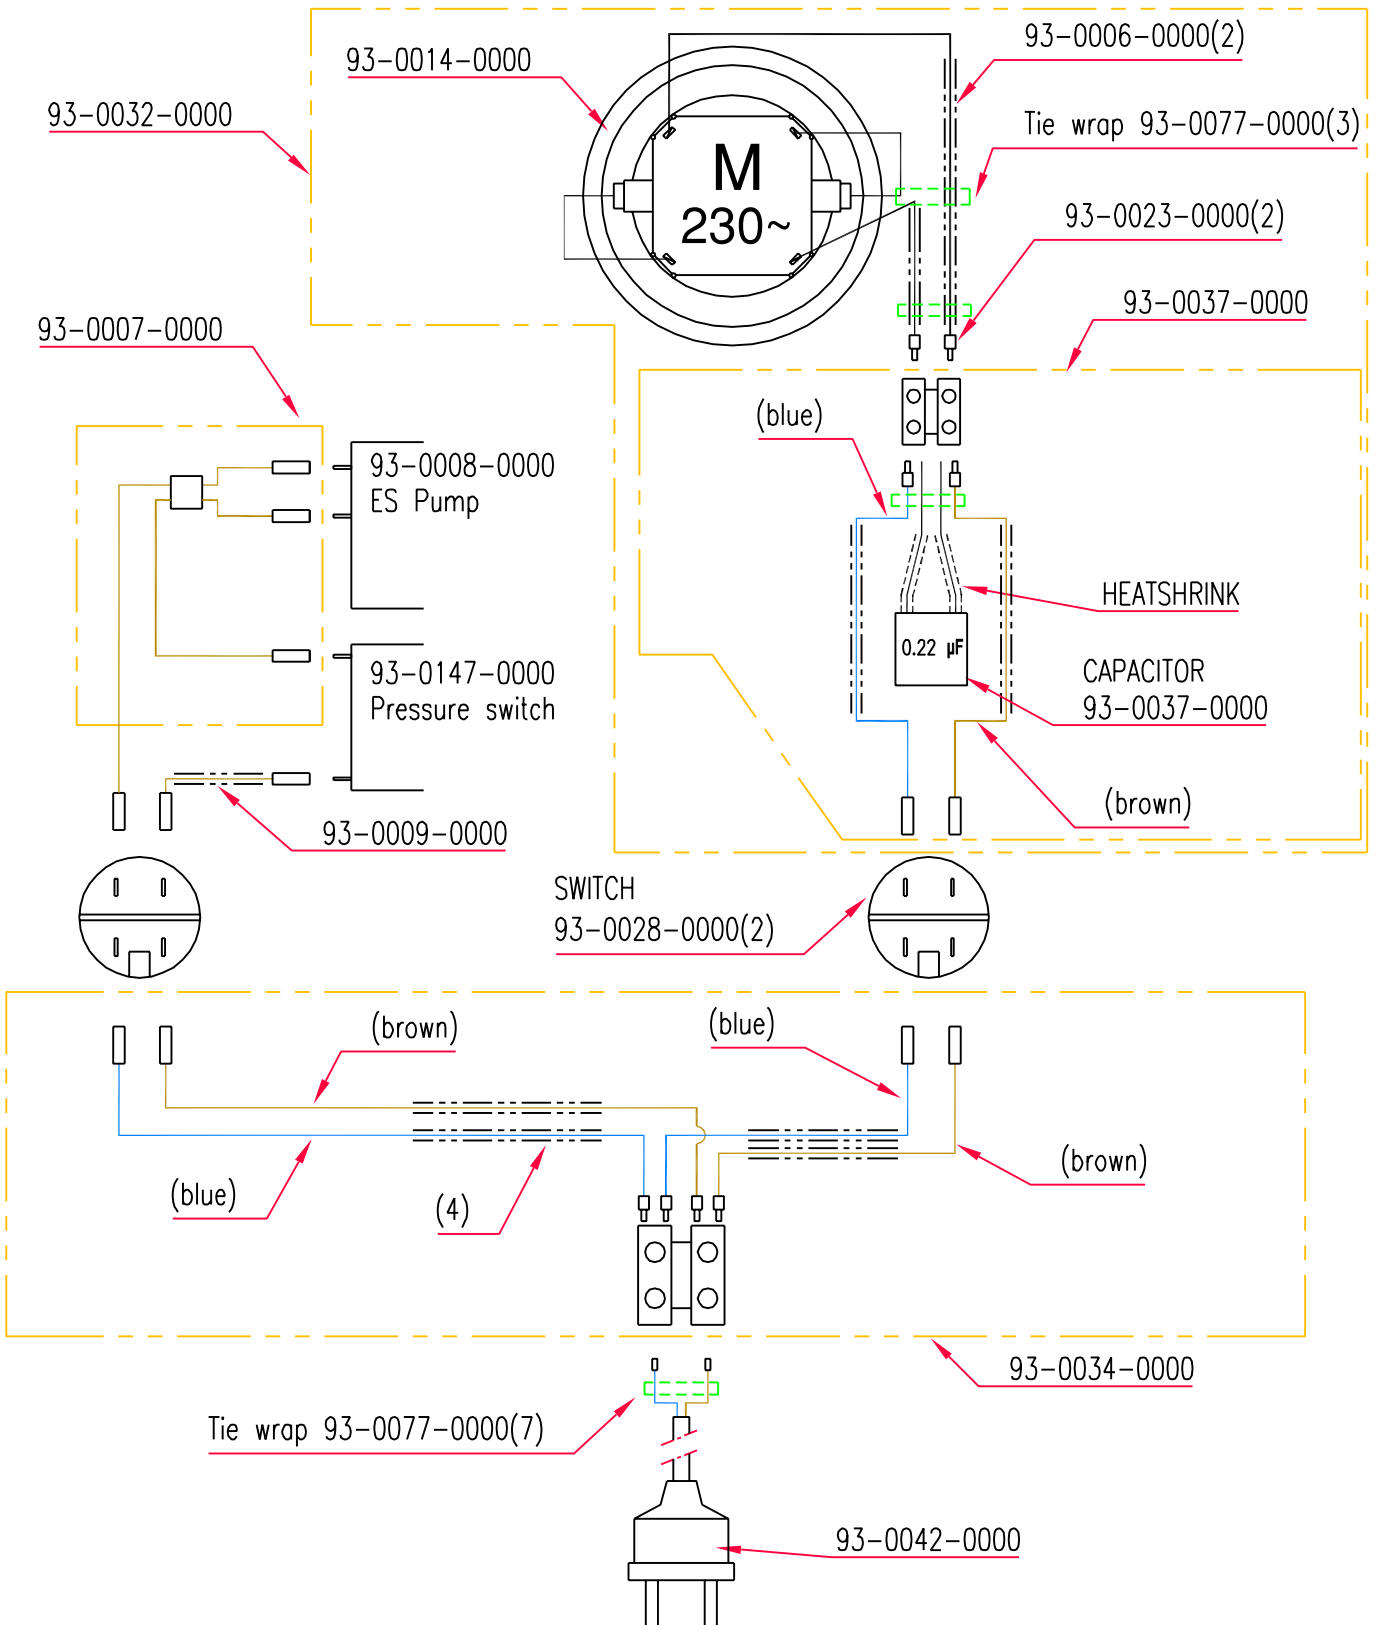 93-0006-0000(2)
93-0014-0000
93-0032-0000
Tie wrap 93-0077-0000(3)
M
230~
93-0023-0000(2)
93-0037-0000
93-0007-0000
(blue)
93-0008-0000
ES Pump
HEATSHRINK
0.22 µF
93-0147-0000
Pressure switch
CAPACITOR
93-0037-0000
(brown)
93-0009-0000
SWITCH
93-0028-0000(2)
(brown)
(blue)
(brown)
(blue)
(4)
93-0034-0000
Tie wrap 93-0077-0000(7)
93-0042-0000